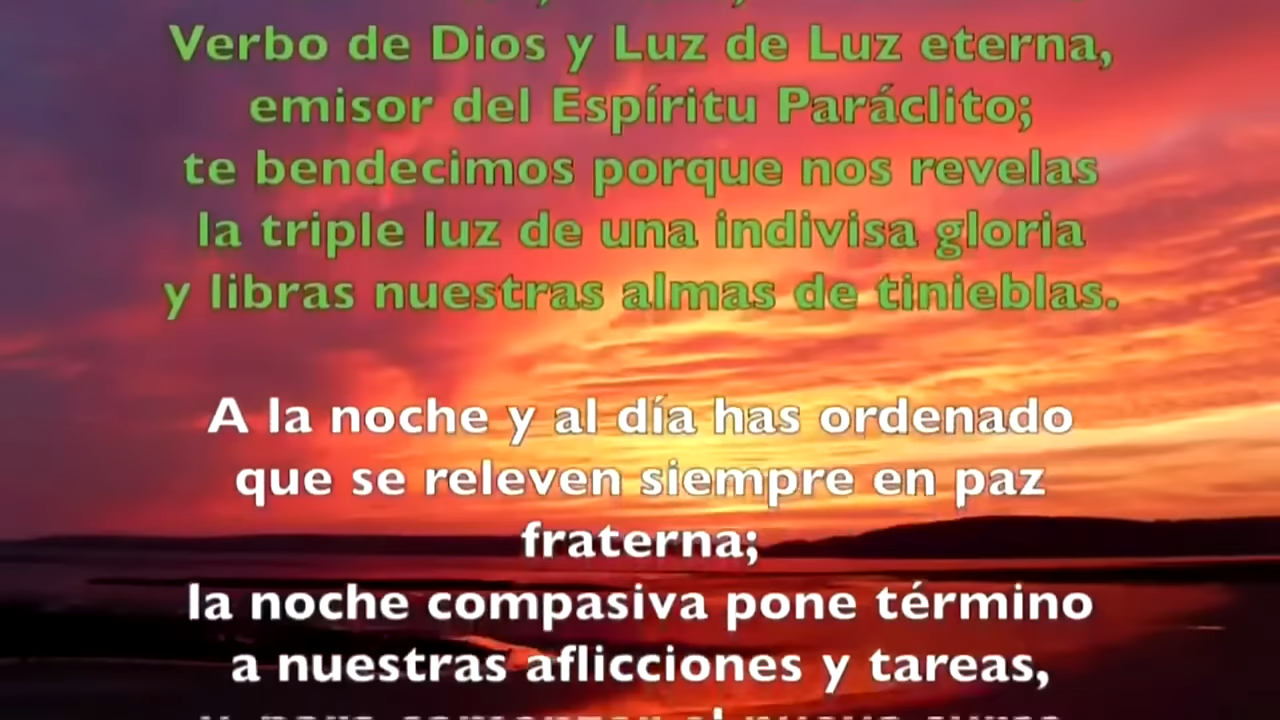 Verbo de Dios y Luz de Luz eterna,
emisor del Espíritu Paráclito;
te bendecimos porque nos revelas
la triple luz de una indivisa gloria
y libras nuestras almas de tinieblas.
A la noche y al día has ordenado
que se releven siempre en paz
fraterna;
la noche compasiva pone término
a nuestras aflicciones y tareas,